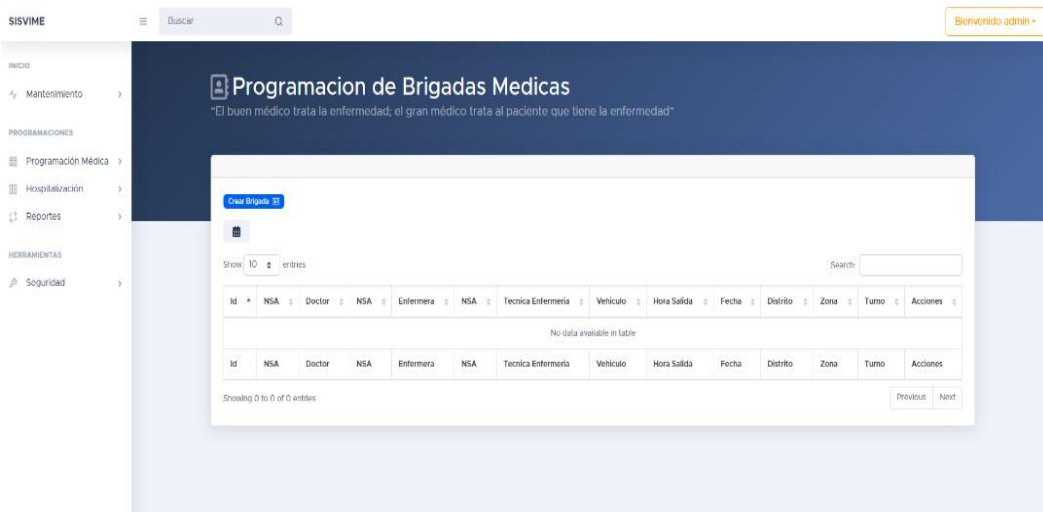 SISVIME
Buscar
Bienvenido admin
INICIO
Mantenimiento
PROGRAMACIONES
Programación Médica
Hospitalización
Reportes
HERRAMIENTAS
Seguridad
Programacion de Brigadas Medicas
"El buen médico trata la enfermedad; el gran médico trata al paciente que tiene la enfermedad"
Crear Brigada
Show 10 entries
Search:
Id NSA Doctor NSA Enfermera NSA Tecnica Enfermeria Vehiculo Hora Salida Fecha Distrito Zona Turno Acciones
No data available in table
Id NSA Doctor NSA Enfermera NSA Tecnica Enfermeria Vehiculo Hora Salida Fecha Distrito Zona Turno Acciones
Showing 0 to 0 of 0 entries
Previous Next